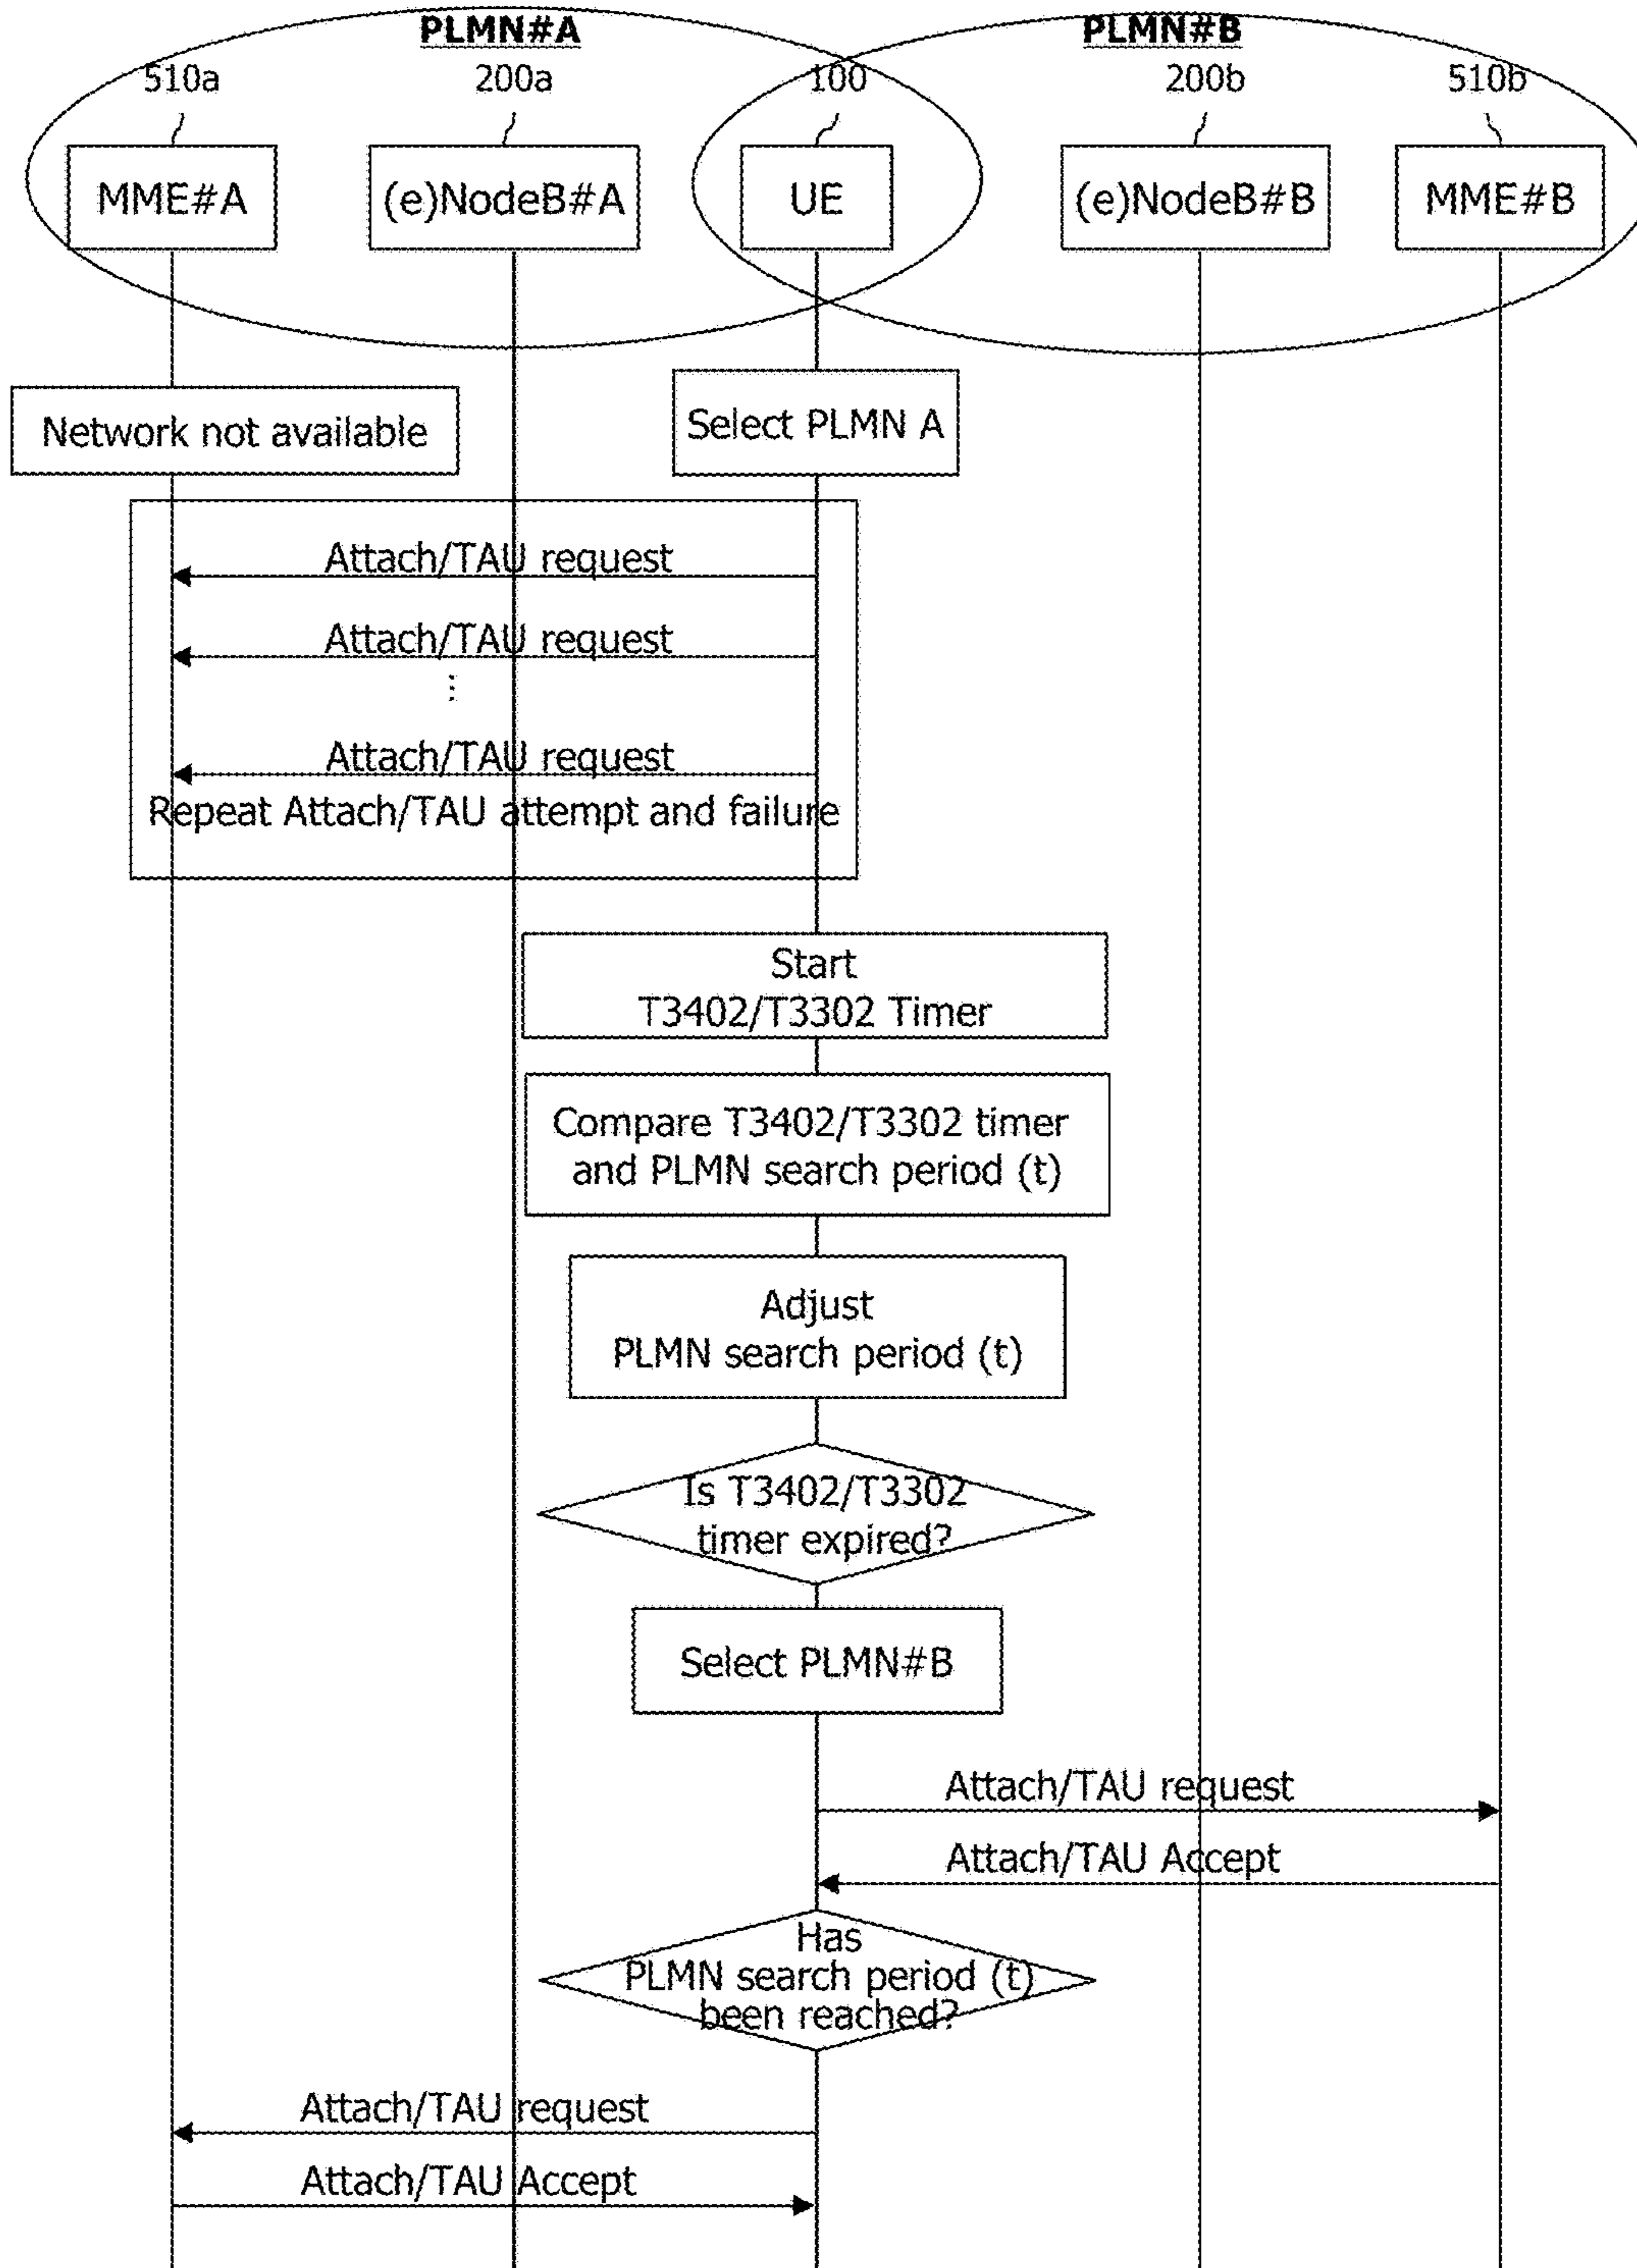 PLMN#A
PLMN#B
510a
200a
100
200b
510b
MME#A
(e)NodeB#A
UE
(e)NodeB#B
MME#B
Network not available
Select PLMN A
Attach/TAU request
Attach/TAU request
⋮
Attach/TAU request
Repeat Attach/TAU attempt and failure
Start
T3402/T3302 Timer
Compare T3402/T3302 timer
and PLMN search period (t)
Adjust
PLMN search period (t)
Is T3402/T3302
timer expired?
Select PLMN#B
Attach/TAU request
Attach/TAU Accept
Has
PLMN search period (t)
been reached?
Attach/TAU request
Attach/TAU Accept